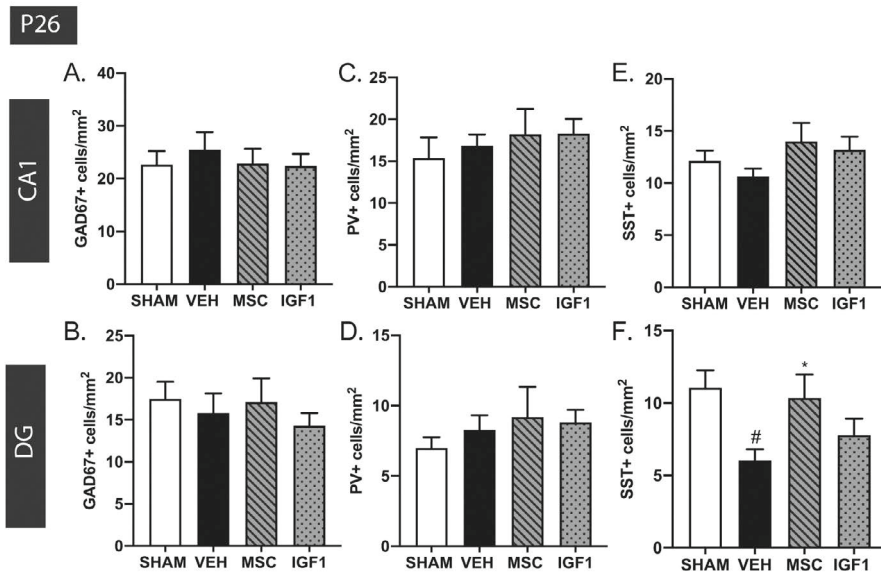 P26
CA1
A.
GAD67+ cells/mm²
40
30
20
10
0
SHAM VEH MSC IGF1
C.
PV+ cells/mm²
25
20
15
10
5
0
SHAM VEH MSC IGF1
E.
SST+ cells/mm²
20
15
10
5
0
SHAM VEH MSC IGF1
DG
B.
GAD67+ cells/mm²
25
20
15
10
5
0
SHAM VEH MSC IGF1
D.
PV+ cells/mm²
15
10
5
0
SHAM VEH MSC IGF1
F.
SST+ cells/mm²
15
10
5
0
#
*
SHAM VEH MSC IGF1